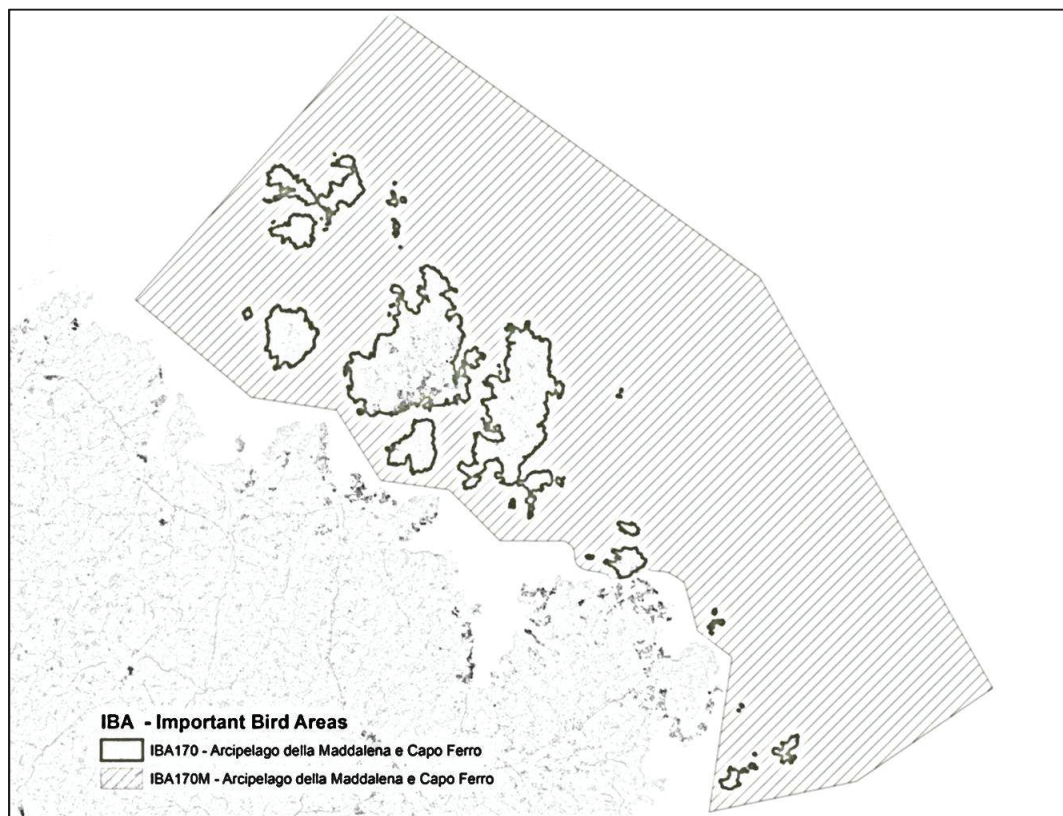 IBA - Important Bird Areas
IBA170 - Arcipelago della Maddalena e Capo Ferro
IBA170M - Arcipelago della Maddalena e Capo Ferro